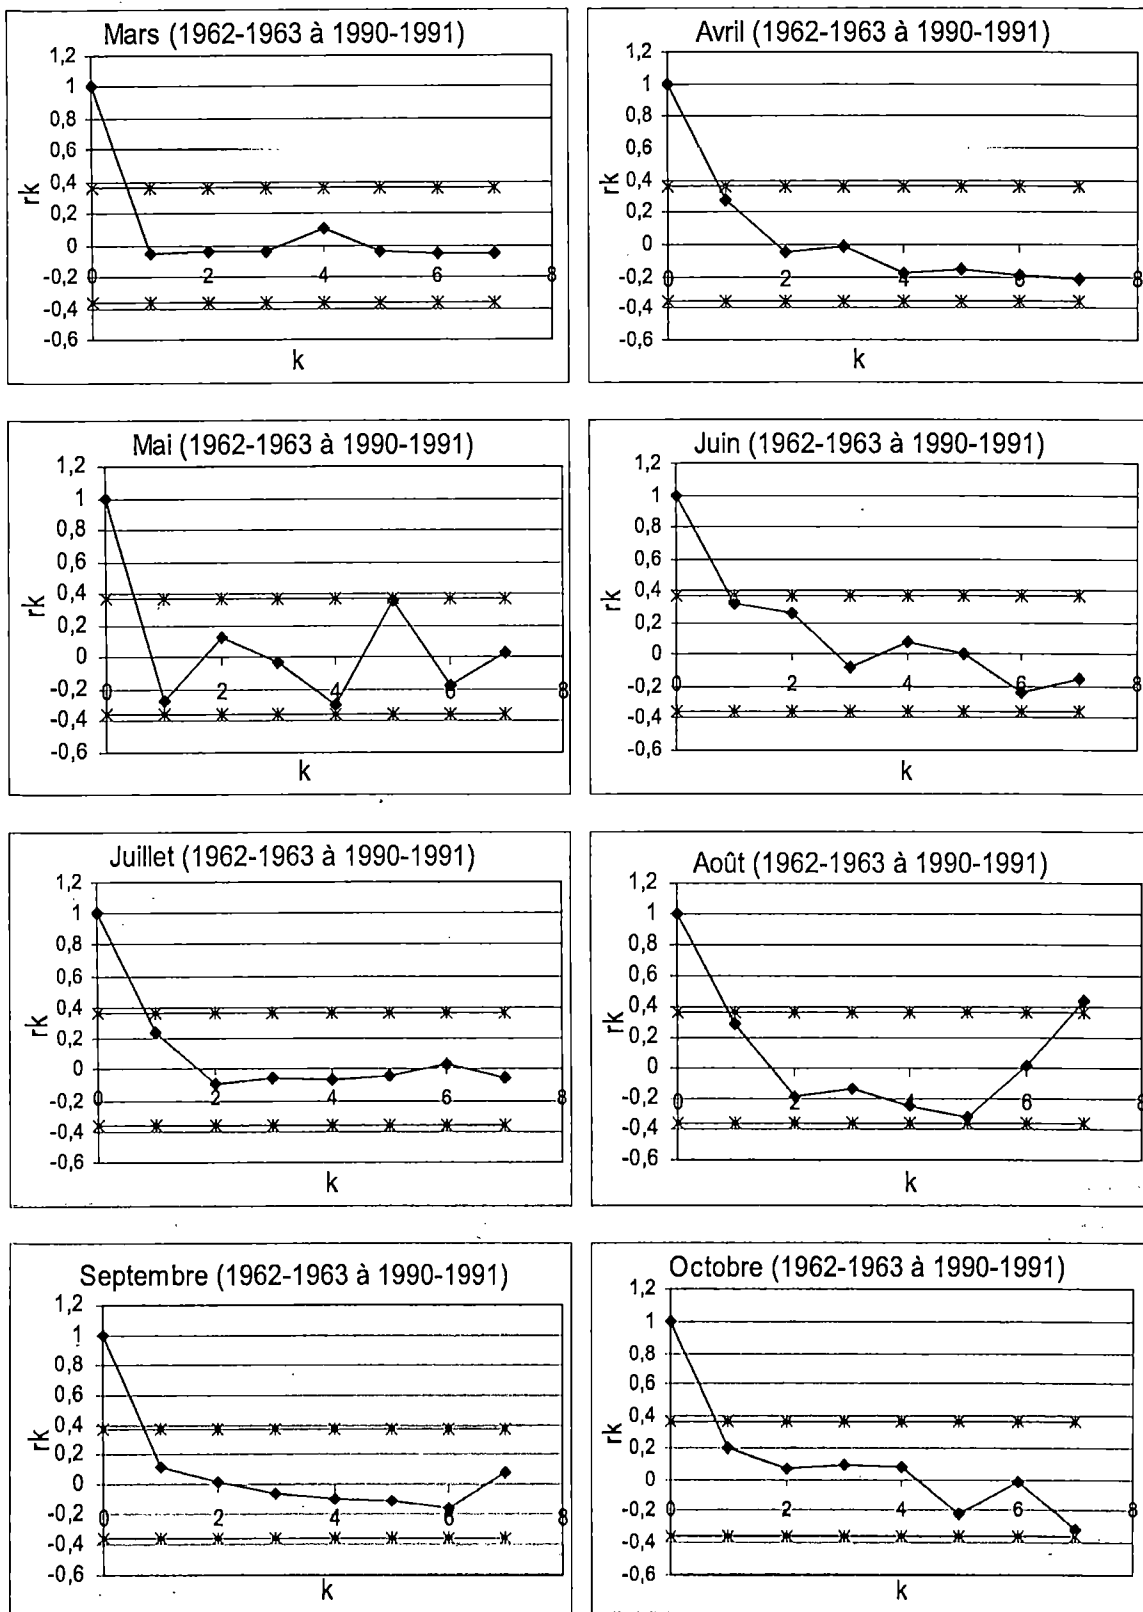 Mars (1962-1963 à 1990-1991)
1,2
1
0,8
0,6
0,4
0,2
0
-0,2
-0,4
-0,6
rk
0 2 4 6 8
k
Avril (1962-1963 à 1990-1991)
1,2
1
0,8
0,6
0,4
0,2
0
-0,2
-0,4
-0,6
rk
0 2 4 6 8
k
Mai (1962-1963 à 1990-1991)
1,2
1
0,8
0,6
0,4
0,2
0
-0,2
-0,4
-0,6
rk
0 2 4 6 8
k
Juin (1962-1963 à 1990-1991)
1,2
1
0,8
0,6
0,4
0,2
0
-0,2
-0,4
-0,6
rk
0 2 4 6 8
k
Juillet (1962-1963 à 1990-1991)
1,2
1
0,8
0,6
0,4
0,2
0
-0,2
-0,4
-0,6
rk
0 2 4 6 8
k
Août (1962-1963 à 1990-1991)
1,2
1
0,8
0,6
0,4
0,2
0
-0,2
-0,4
-0,6
rk
0 2 4 6 8
k
Septembre (1962-1963 à 1990-1991)
1,2
1
0,8
0,6
0,4
0,2
0
-0,2
-0,4
-0,6
rk
0 2 4 6 8
k
Octobre (1962-1963 à 1990-1991)
1,2
1
0,8
0,6
0,4
0,2
0
-0,2
-0,4
-0,6
rk
0 2 4 6 8
k